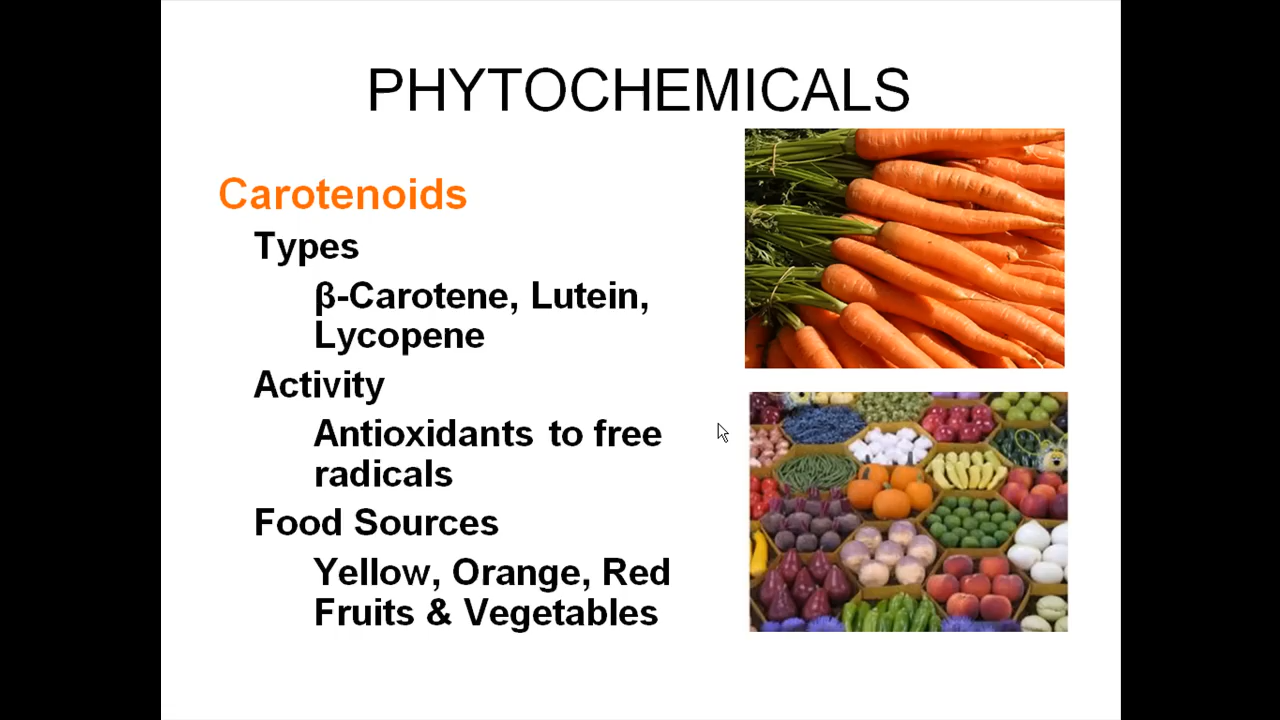 PHYTOCHEMICALS
Carotenoids
Types
β-Carotene, Lutein,
Lycopene
Activity
Antioxidants to free
radicals
Food Sources
Yellow, Orange, Red
Fruits & Vegetables